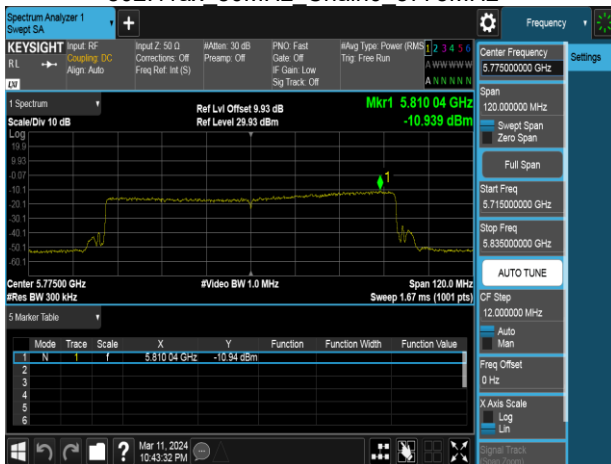 Spectrum Analyzer 1
Swept SA
+
Frequency
KEYSIGHT
RL
LXI
Input: RF
Coupling: DC
Align: Auto
Input Z: 50 Ω
Corrections: Off
Freq Ref: Int (S)
#Atten: 30 dB
Preamp: Off
PNO: Fast
Gate: Off
IF Gain: Low
Sig Track: Off
#Avg Type: Power (RMS
Trig: Free Run
1 2 3 4 5 6
A W W W W W
A N N N N N
1 Spectrum
Scale/Div 10 dB
Log
Ref Lvl Offset 9.93 dB
Ref Level 29.93 dBm
Mkr1 5.810 04 GHz
-10.939 dBm
19.9
9.93
-0.07
-10.1
-20.1
-30.1
-40.1
-50.1
-60.1
1
Center 5.77500 GHz
#Res BW 300 kHz
#Video BW 1.0 MHz
Span 120.0 MHz
Sweep 1.67 ms (1001 pts)
5 Marker Table
Mode Trace Scale X Y Function Function Width Function Value
1 N 1 f 5.810 04 GHz -10.94 dBm
2
3
4
5
6
Mar 11, 2024
10:43:32 PM
Center Frequency
5.775000000 GHz
Settings
Span
120.000000 MHz
Swept Span
Zero Span
Full Span
Start Freq
5.715000000 GHz
Stop Freq
5.835000000 GHz
AUTO TUNE
CF Step
12.000000 MHz
Auto
Man
Freq Offset
0 Hz
X Axis Scale
Log
Lin
Signal Track
(Span Zoom)